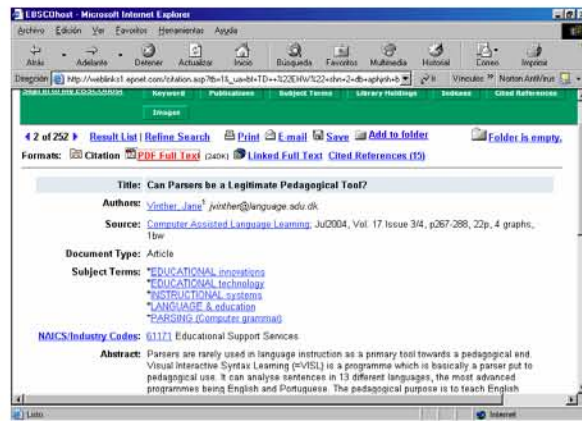 EBSCOhost - Microsoft Internet Explorer
Archivo Edición Ver Favoritos Herramientas Ayuda
Atrás Adelante Detener Actualizar Inicio Búsqueda Favoritos Multimedia Historial Correo Imprimir
Dirección Vínculos Norton AntiVirus
Keyword Publications Subject Terms Library Holdings Indexes Cited References
Images
2 of 252 Result List | Refine Search Print E-mail Save Add to folder Folder is empty.
Formats: Citation PDF Full Text (240K) Linked Full Text Cited References (15)
Title: Can Parsers be a Legitimate Pedagogical Tool?
Authors: Vinther, Jane1 jvinther@language.sdu.dk
Source: Computer Assisted Language Learning; Jul2004, Vol. 17 Issue 3/4, p267-288, 22p, 4 graphs,
1bw
Document Type: Article
Subject Terms: *EDUCATIONAL innovations
*EDUCATIONAL technology
*INSTRUCTIONAL systems
*LANGUAGE & education
*PARSING (Computer grammar)
NAICS/Industry Codes: 61171 Educational Support Services
Abstract: Parsers are rarely used in language instruction as a primary tool towards a pedagogical end.
Visual Interactive Syntax Learning (=VISL) is a programme which is basically a parser put to
pedagogical use. It can analyse sentences in 13 different languages, the most advanced
programmes being English and Portuguese. The pedagogical purpose is to teach English
Listo Internet